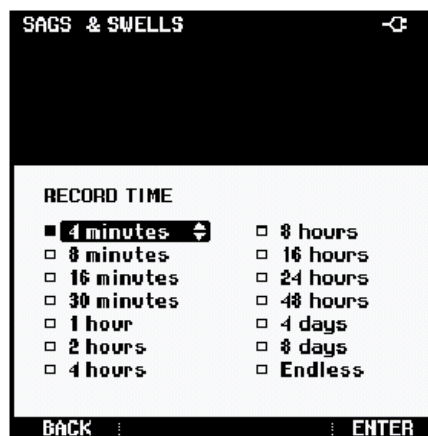 SAGS & SWELLS
RECORD TIME
4 minutes
8 minutes
16 minutes
30 minutes
1 hour
2 hours
4 hours
8 hours
16 hours
24 hours
48 hours
4 days
8 days
Endless
BACK
ENTER